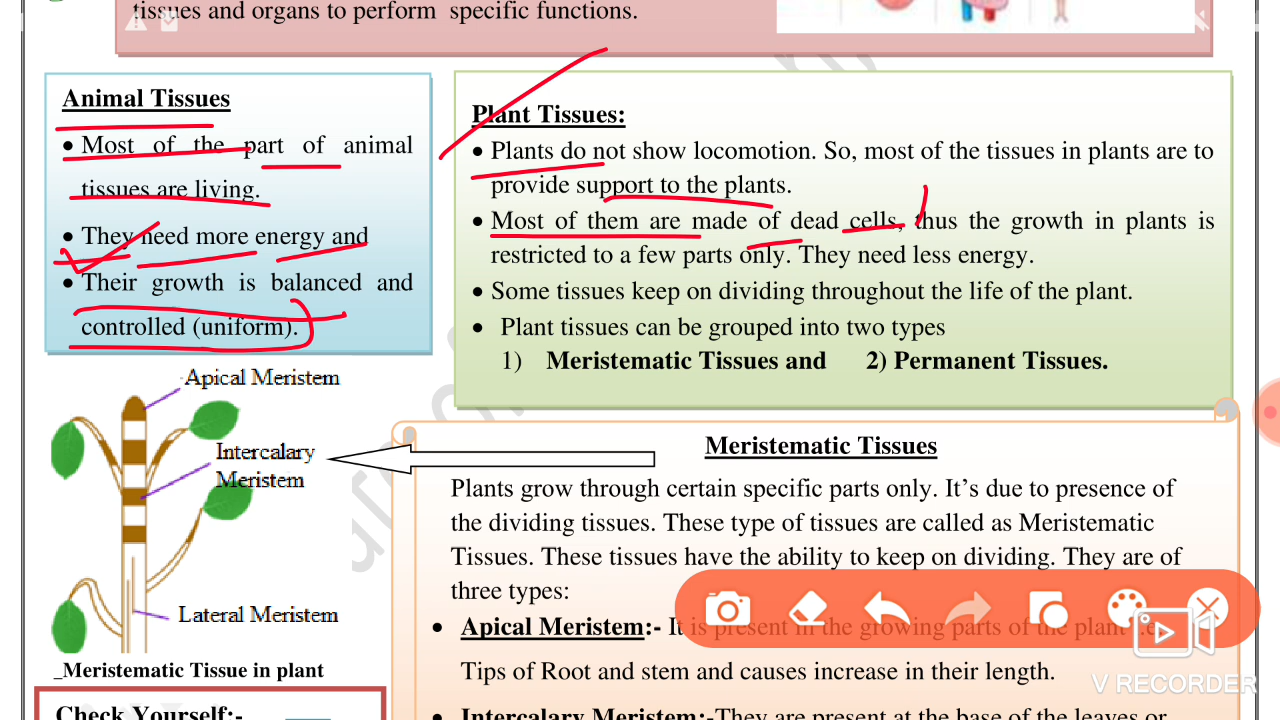 tissues and organs to perform specific functions.
Animal Tissues
• Most of the part of animal
tissues are living.
• They need more energy and
• Their growth is balanced and
controlled (uniform).
Plant Tissues:
• Plants do not show locomotion. So, most of the tissues in plants are to
provide support to the plants.
• Most of them are made of dead cells, thus the growth in plants is
restricted to a few parts only. They need less energy.
• Some tissues keep on dividing throughout the life of the plant.
• Plant tissues can be grouped into two types
1) Meristematic Tissues and 2) Permanent Tissues.
Apical Meristem
Intercalary
Meristem
Lateral Meristem
_Meristematic Tissue in plant
Check Yourself:-
Meristematic Tissues
Plants grow through certain specific parts only. It’s due to presence of
the dividing tissues. These type of tissues are called as Meristematic
Tissues. These tissues have the ability to keep on dividing. They are of
three types:
• Apical Meristem:- It is present in the growing parts of the plant
Tips of Root and stem and causes increase in their length.
• Intercalary Meristem:-They are present at the base of the leaves or
V RECORDER